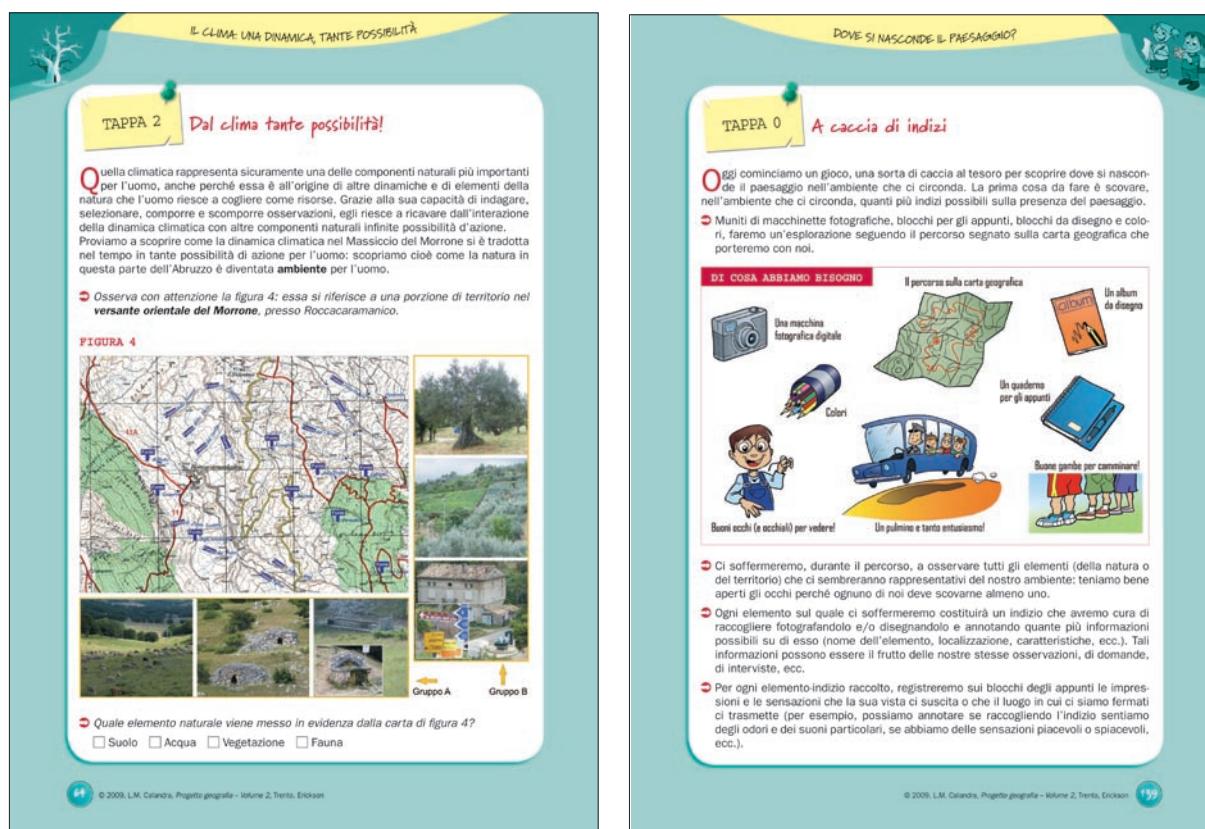 IL CLIMA: UNA DINAMICA, TANTE POSSIBILITÀ
TAPPA 2
Dal clima tante possibilità!
Quella climatica rappresenta sicuramente una delle componenti naturali più importanti
per l'uomo, anche perché essa è all'origine di altre dinamiche e di elementi della
natura che l'uomo riesce a cogliere come risorse. Grazie alla sua capacità di indagare,
selezionare, comporre e scomporre osservazioni, egli riesce a ricavare dall'interazione
della dinamica climatica con altre componenti naturali infinite possibilità d'azione.
Proviamo a scoprire come la dinamica climatica nel Massiccio del Morrone si è tradotta
nel tempo in tante possibilità di azione per l'uomo: scopriamo cioè come la natura in
questa parte dell'Abruzzo è diventata ambiente per l'uomo.
Osserva con attenzione la figura 4: essa si riferisce a una porzione di territorio nel
versante orientale del Morrone, presso Roccacaramanico.
FIGURA 4
Gruppo A
Gruppo B
Quale elemento naturale viene messo in evidenza dalla carta di figura 4?
Suolo Acqua Vegetazione Fauna
64
© 2009, L.M. Calandra, Progetto geografia – Volume 2, Trento, Erickson
DOVE SI NASCONDE IL PAESAGGIO?
TAPPA 0
A caccia di indizi
Oggi cominciamo un gioco, una sorta di caccia al tesoro per scoprire dove si nascon-
de il paesaggio nell'ambiente che ci circonda. La prima cosa da fare è scovare,
nell'ambiente che ci circonda, quanti più indizi possibili sulla presenza del paesaggio.
Muniti di macchinette fotografiche, blocchi per gli appunti, blocchi da disegno e colo-
ri, faremo un'esplorazione seguendo il percorso segnato sulla carta geografica che
porteremo con noi.
DI COSA ABBIAMO BISOGNO
Il percorso sulla carta geografica
Una macchina
fotografica digitale
Un album
da disegno
album
Colori
Un quaderno
per gli appunti
Buoni occhi (e occhiali) per vedere!
Un pulmino e tanto entusiasmo!
Buone gambe per camminare!
Ci soffermeremo, durante il percorso, a osservare tutti gli elementi (della natura o
del territorio) che ci sembreranno rappresentativi del nostro ambiente: teniamo bene
aperti gli occhi perché ognuno di noi deve scovarne almeno uno.
Ogni elemento sul quale ci soffermeremo costituirà un indizio che avremo cura di
raccogliere fotografandolo e/o disegnandolo e annotando quante più informazioni
possibili su di esso (nome dell'elemento, localizzazione, caratteristiche, ecc.). Tali
informazioni possono essere il frutto delle nostre stesse osservazioni, di domande,
di interviste, ecc.
Per ogni elemento-indizio raccolto, registreremo sui blocchi degli appunti le impres-
sioni e le sensazioni che la sua vista ci suscita o che il luogo in cui ci siamo fermati
ci trasmette (per esempio, possiamo annotare se raccogliendo l'indizio sentiamo
degli odori e dei suoni particolari, se abbiamo delle sensazioni piacevoli o spiacevoli,
ecc.).
© 2009, L.M. Calandra, Progetto geografia – Volume 2, Trento, Erickson
139